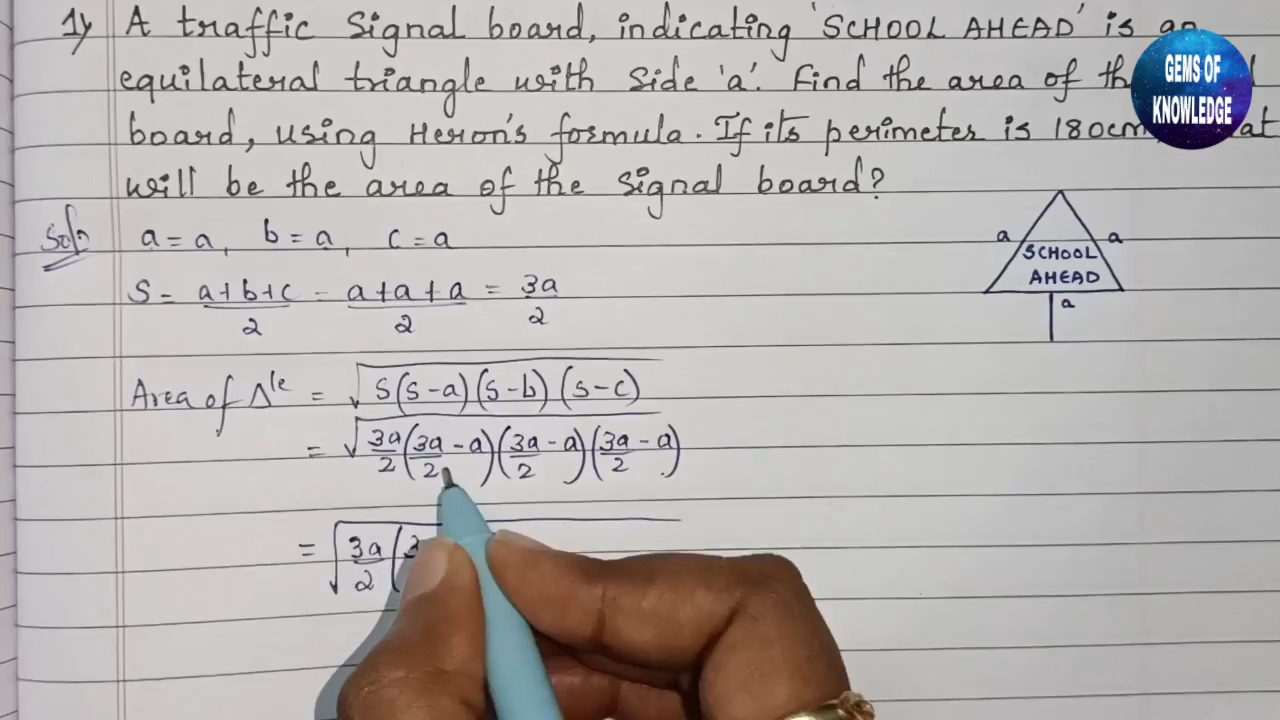 1) A traffic Signal board, indicating 'SCHOOL AHEAD' is an
equilateral triangle with Side 'a'. Find the area of the
board, using Heron's formula. If its perimeter is 180cm
will be the area of the Signal board?
Soln
a = a, b = a, c = a
S = a+b+c/2 = a+a+a/2 = 3a/2
Area of Δle = √S(S-a)(S-b)(S-c)
= √3a/2(3a/2-a)(3a/2-a)(3a/2-a)
= √3a/2(3
a a
SCHOOL
AHEAD
a
GEMS OF
KNOWLEDGE